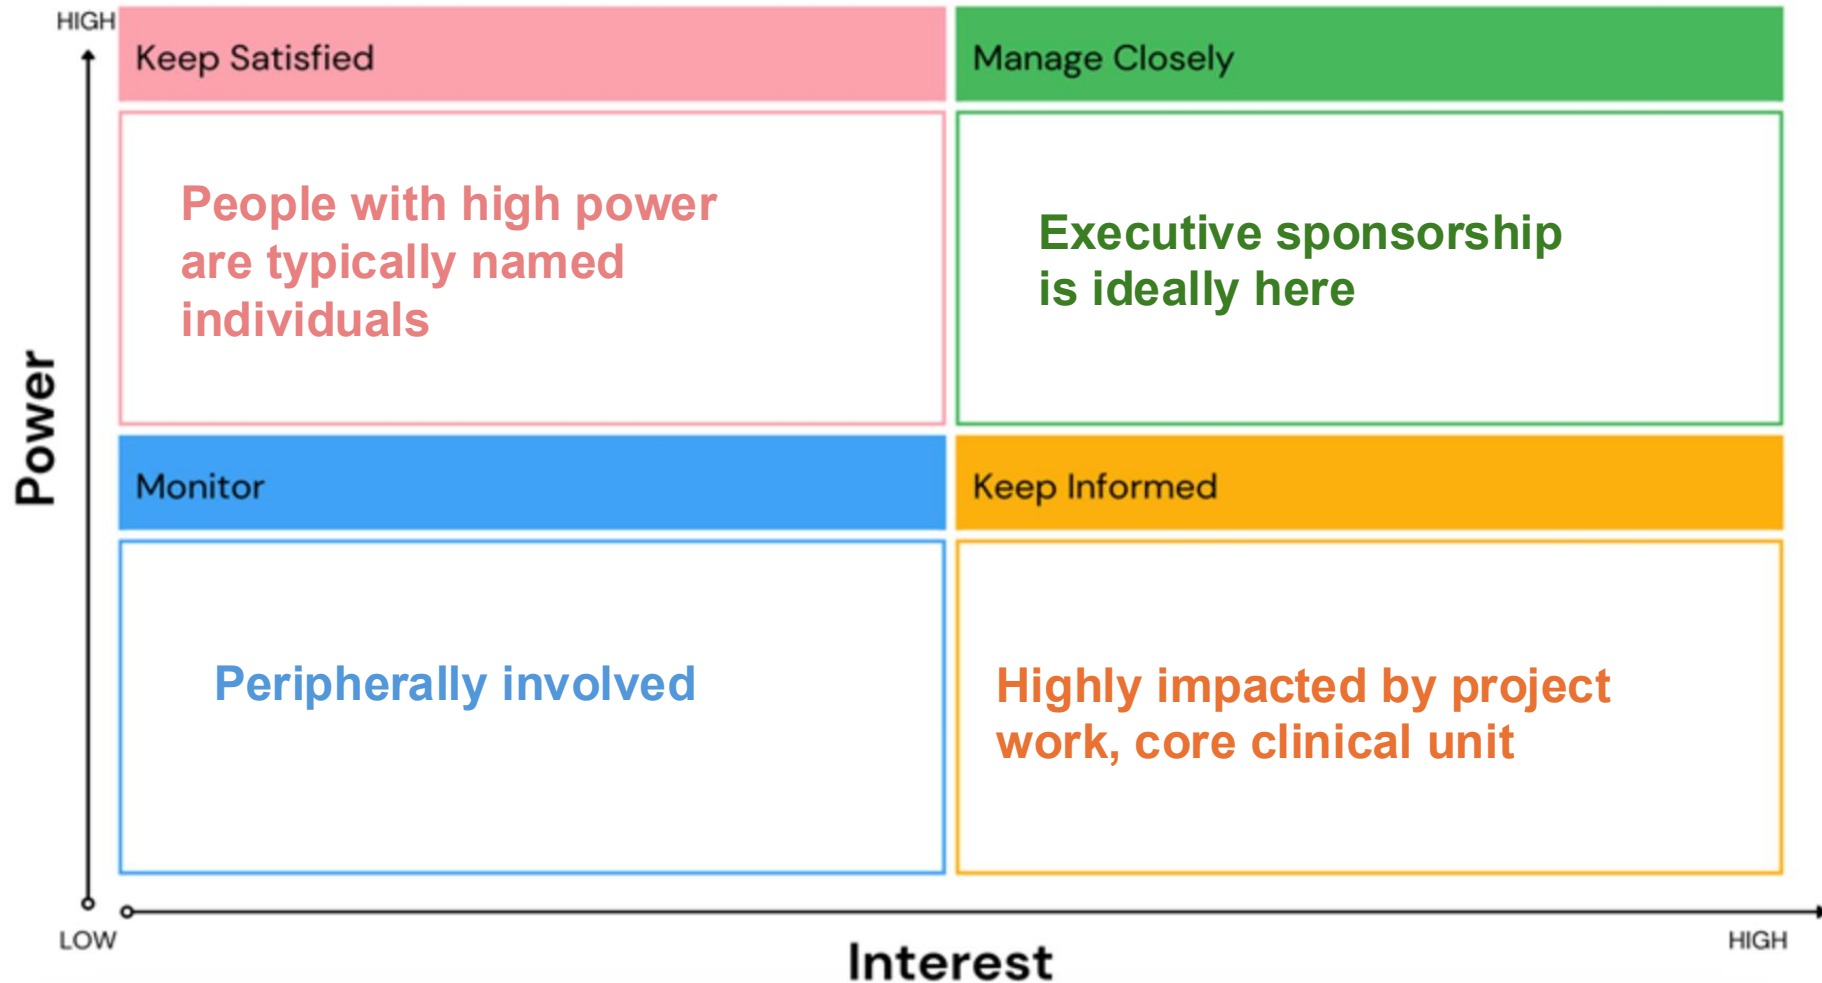 HIGH
Keep Satisfied
Manage Closely
People with high power
are typically named
individuals
Executive sponsorship
is ideally here
Power
Monitor
Keep Informed
Peripherally involved
Highly impacted by project
work, core clinical unit
LOW
HIGH
Interest